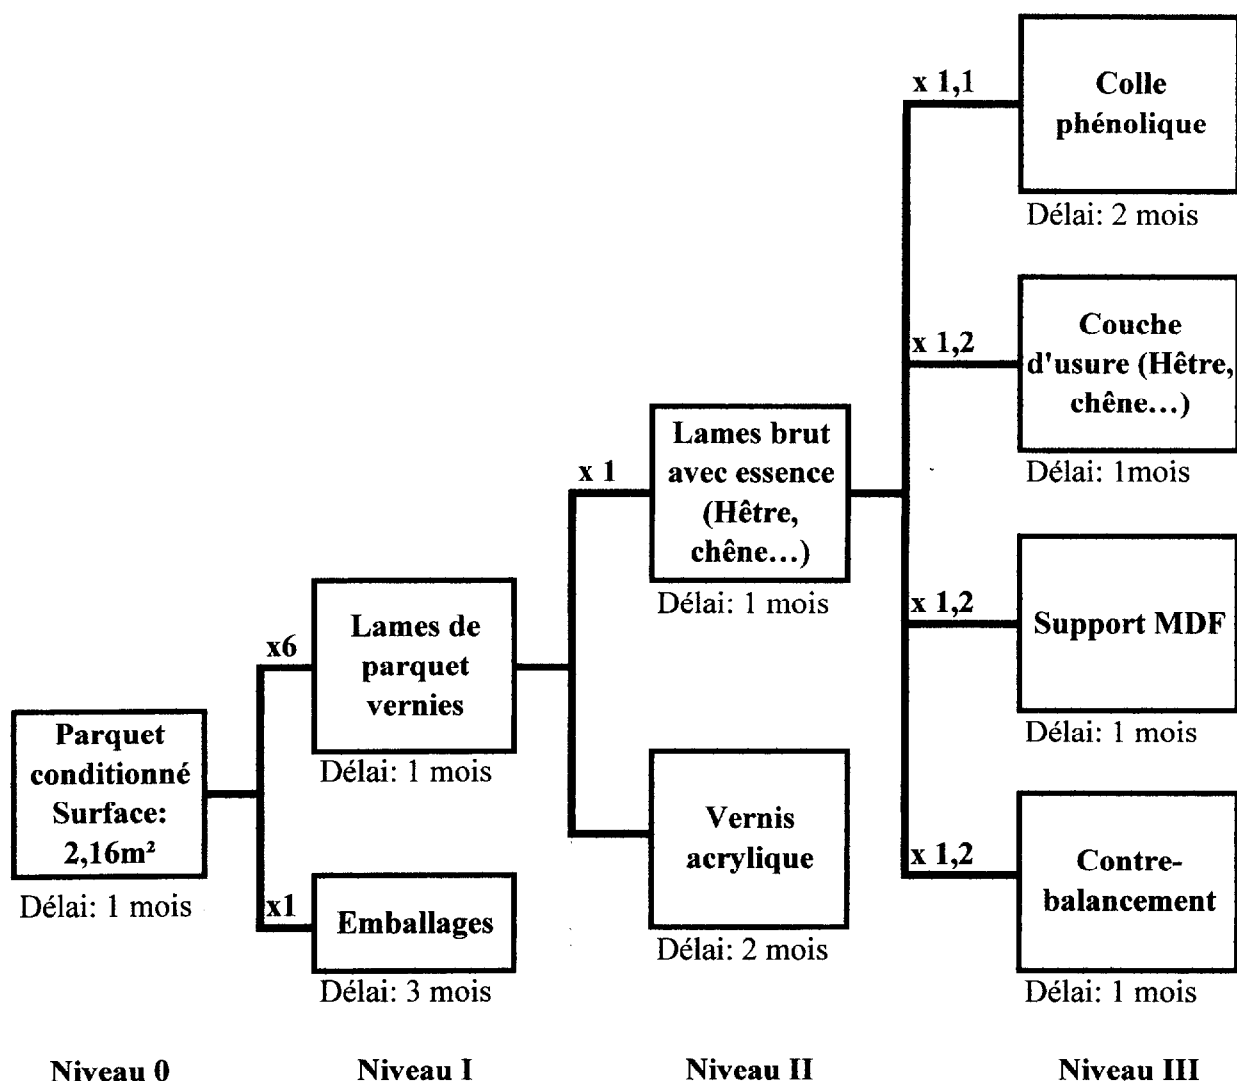 x 1,1
Colle
phénolique
Délai: 2 mois
x 1,2
Couche
d'usure (Hêtre,
chêne…)
Délai: 1mois
x 1
Lames brut
avec essence
(Hêtre,
chêne…)
Délai: 1 mois
x 1,2
Support MDF
Délai: 1 mois
x6
Lames de
parquet
vernies
Délai: 1 mois
Parquet
conditionné
Surface:
2,16m²
Délai: 1 mois
x1
Emballages
Délai: 3 mois
Vernis
acrylique
Délai: 2 mois
x 1,2
Contre-
balancement
Délai: 1 mois
Niveau 0
Niveau I
Niveau II
Niveau III